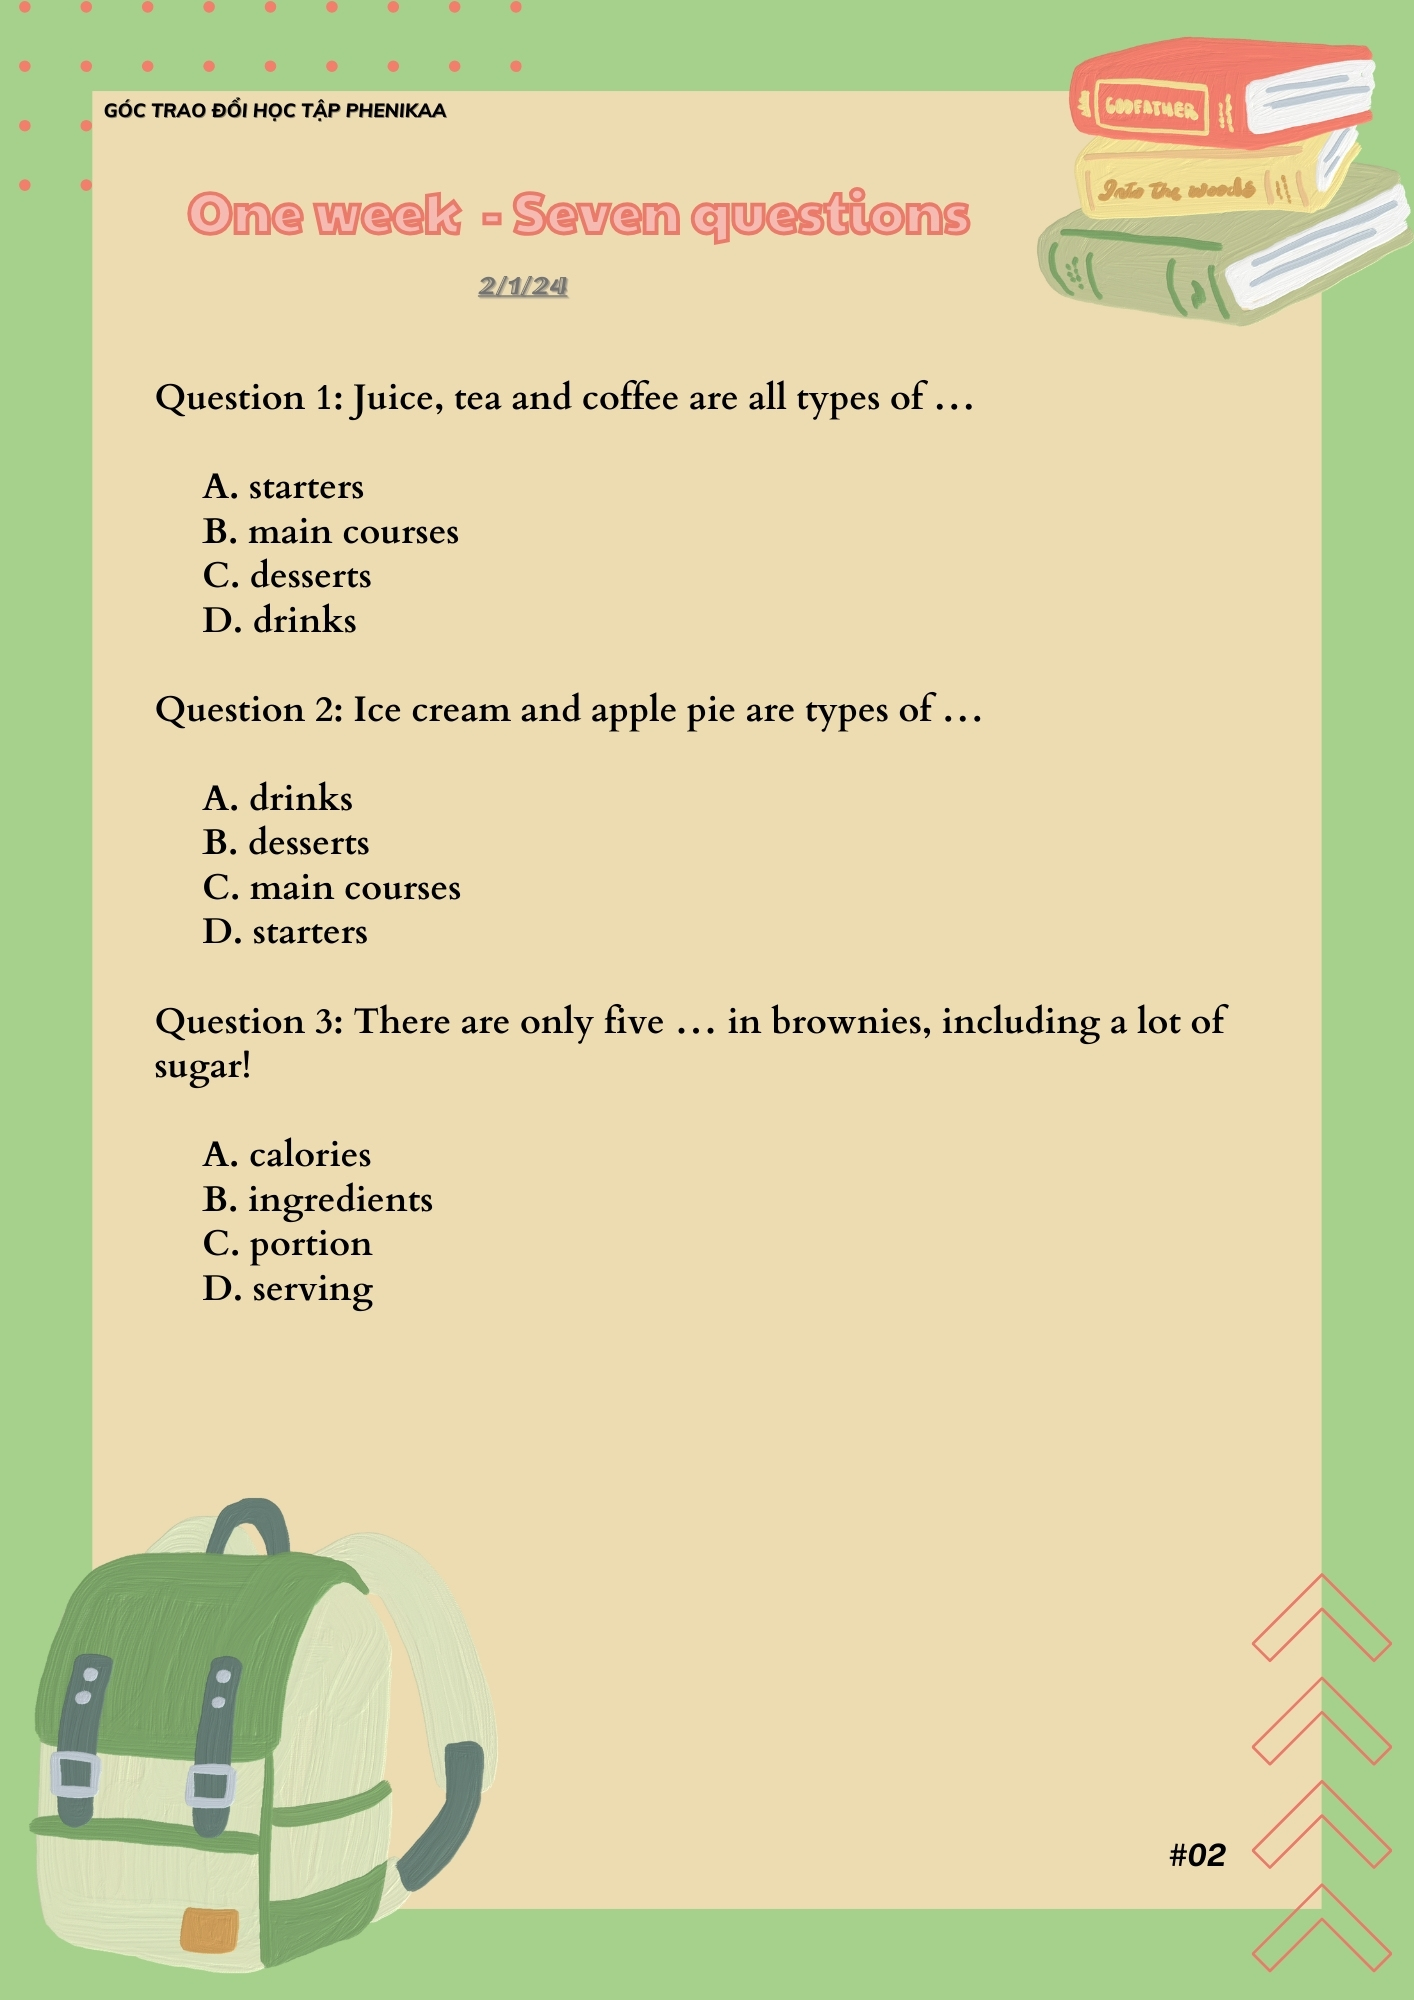 GÓC TRAO ĐỔI HỌC TẬP PHENIKAA
GODFATHER
Into the woods
One week - Seven questions
2/1/24
Question 1: Juice, tea and coffee are all types of …
A. starters
B. main courses
C. desserts
D. drinks
Question 2: Ice cream and apple pie are types of …
A. drinks
B. desserts
C. main courses
D. starters
Question 3: There are only five … in brownies, including a lot of
sugar!
A. calories
B. ingredients
C. portion
D. serving
#02